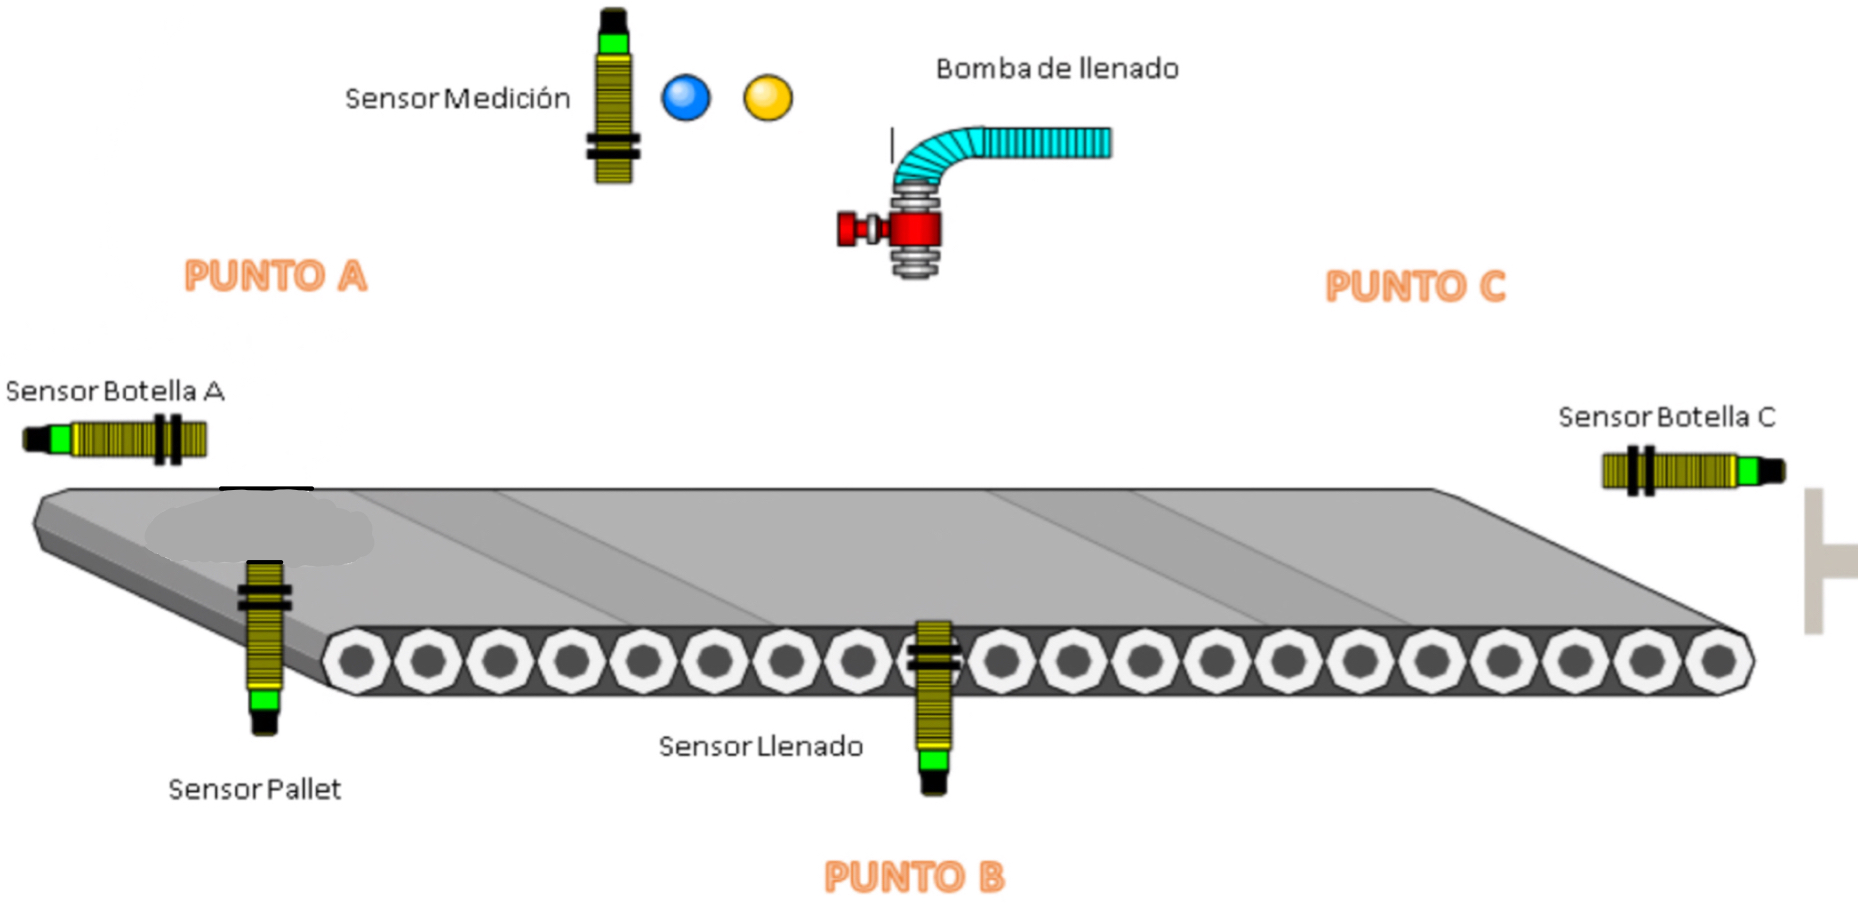 Bomba de llenado
Sensor Medición
PUNTO A
PUNTO C
Sensor Botella A
Sensor Botella C
Sensor Llenado
Sensor Pallet
PUNTO B